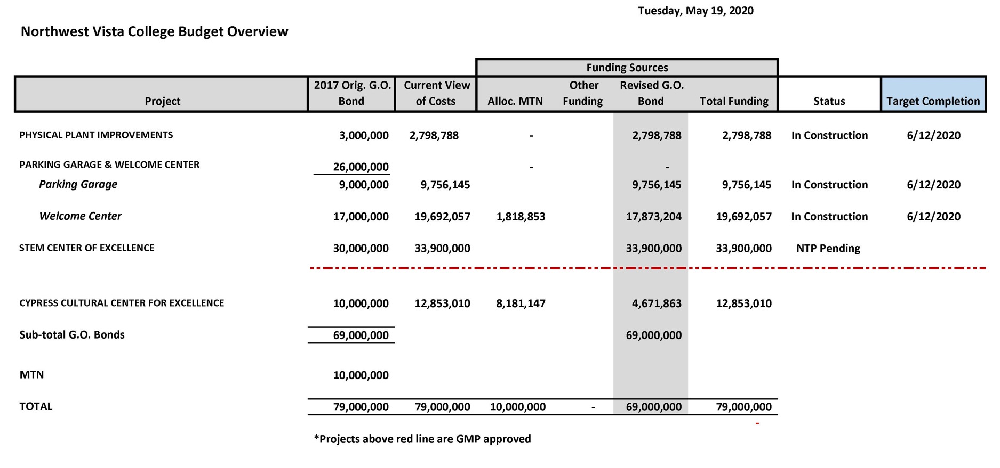 Tuesday, May 19, 2020
Northwest Vista College Budget Overview
Funding Sources
2017 Orig. G.O. Current View Other Revised G.O.
Project Bond of Costs Alloc. MTN Funding Bond Total Funding Status Target Completion
PHYSICAL PLANT IMPROVEMENTS 3,000,000 2,798,788 - 2,798,788 2,798,788 In Construction 6/12/2020
PARKING GARAGE & WELCOME CENTER 26,000,000 - -
Parking Garage 9,000,000 9,756,145 9,756,145 9,756,145 In Construction 6/12/2020
Welcome Center 17,000,000 19,692,057 1,818,853 17,873,204 19,692,057 In Construction 6/12/2020
STEM CENTER OF EXCELLENCE 30,000,000 33,900,000 33,900,000 33,900,000 NTP Pending
CYPRESS CULTURAL CENTER FOR EXCELLENCE 10,000,000 12,853,010 8,181,147 4,671,863 12,853,010
Sub-total G.O. Bonds 69,000,000 69,000,000
MTN 10,000,000
TOTAL 79,000,000 79,000,000 10,000,000 - 69,000,000 79,000,000
-
*Projects above red line are GMP approved